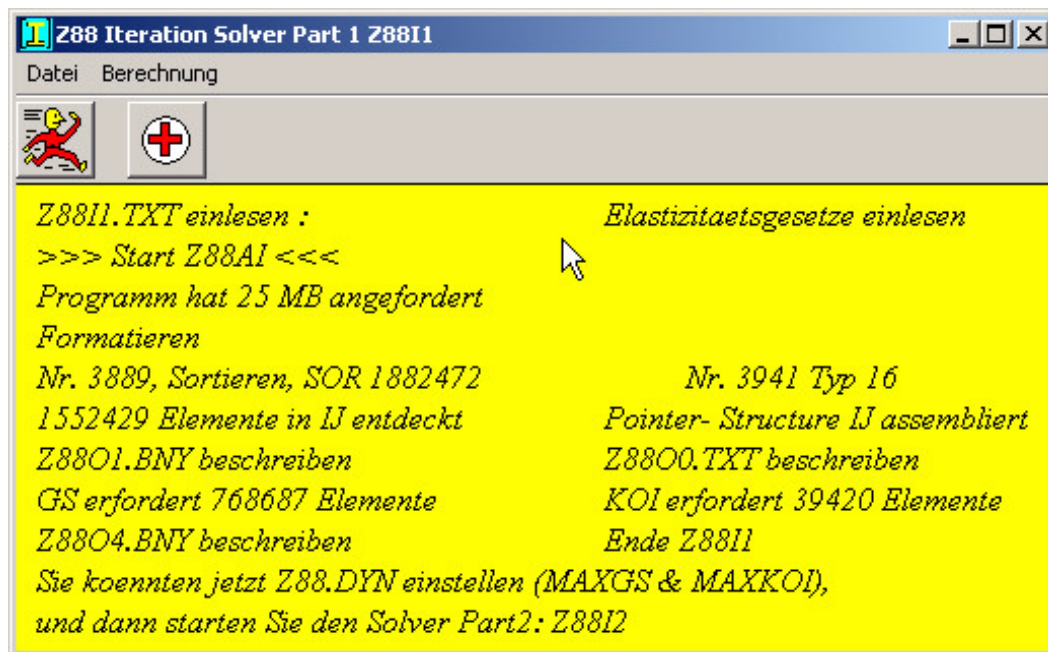 Z88 Iteration Solver Part 1 Z88I1
Datei Berechnung
Z88I1.TXT einlesen : Elastizitaetsgesetze einlesen
>>> Start Z88AI <<<
Programm hat 25 MB angefordert
Formatieren
Nr. 3889, Sortieren, SOR 1882472 Nr. 3941 Typ 16
1552429 Elemente in IJ entdeckt Pointer- Structure IJ assembliert
Z88O1.BNY beschreiben Z88O0.TXT beschreiben
GS erfordert 768687 Elemente KOI erfordert 39420 Elemente
Z88O4.BNY beschreiben Ende Z88I1
Sie koennten jetzt Z88.DYN einstellen (MAXGS & MAXKOI),
und dann starten Sie den Solver Part2: Z88I2